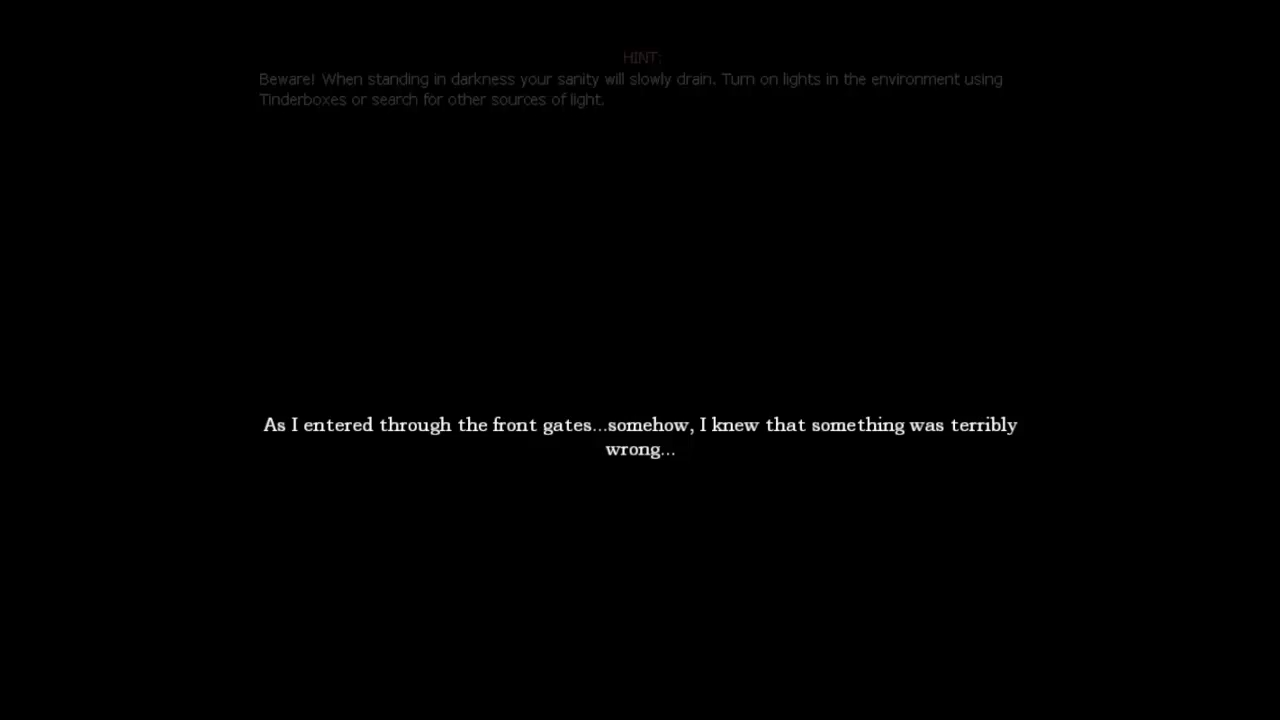 HINT:
Beware! When standing in darkness your sanity will slowly drain. Turn on lights in the environment using
Tinderboxes or search for other sources of light.
As I entered through the front gates...somehow, I knew that something was terribly
wrong...